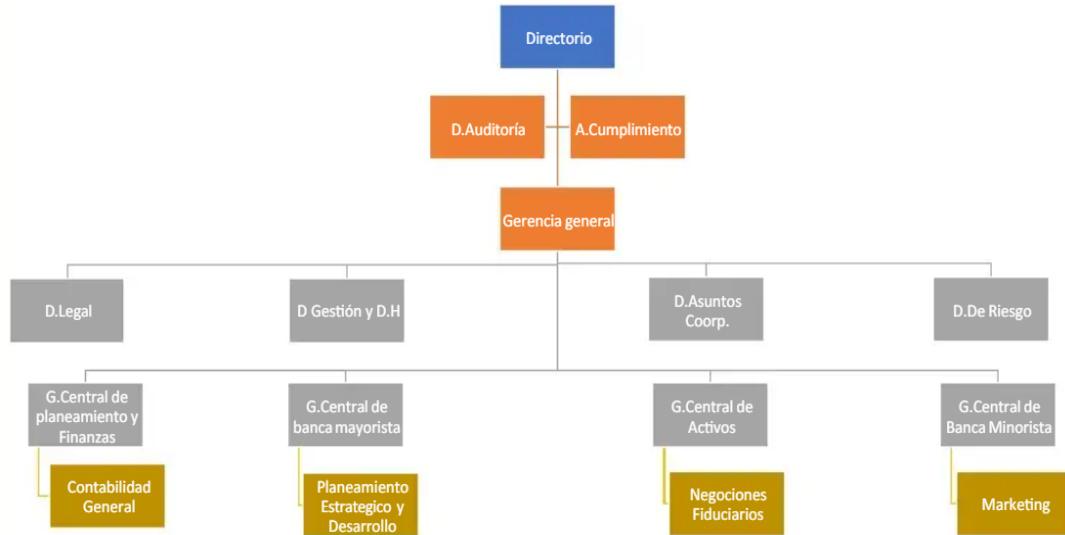 Directorio
D.Auditoría
A.Cumplimiento
Gerencia general
D.Legal
D Gestión y D.H
D.Asuntos
Coorp.
D.De Riesgo
G.Central de
planeamiento y
Finanzas
G.Central de
banca mayorista
G.Central de
Activos
G.Central de
Banca Minorista
Contabilidad
General
Planeamiento
Estrategico y
Desarrollo
Negociones
Fiduciarios
Marketing